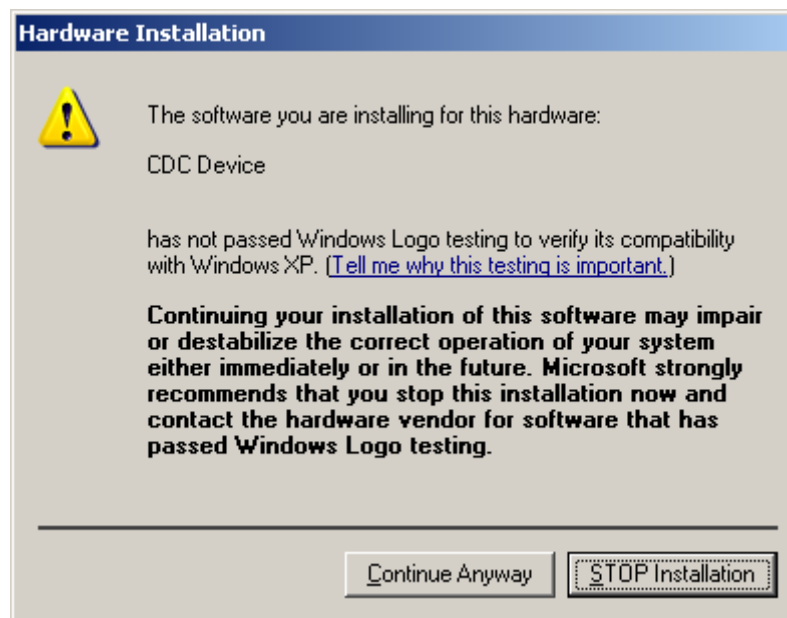 Hardware Installation
The software you are installing for this hardware:
CDC Device
has not passed Windows Logo testing to verify its compatibility
with Windows XP. (Tell me why this testing is important.)
Continuing your installation of this software may impair
or destabilize the correct operation of your system
either immediately or in the future. Microsoft strongly
recommends that you stop this installation now and
contact the hardware vendor for software that has
passed Windows Logo testing.
Continue Anyway
STOP Installation